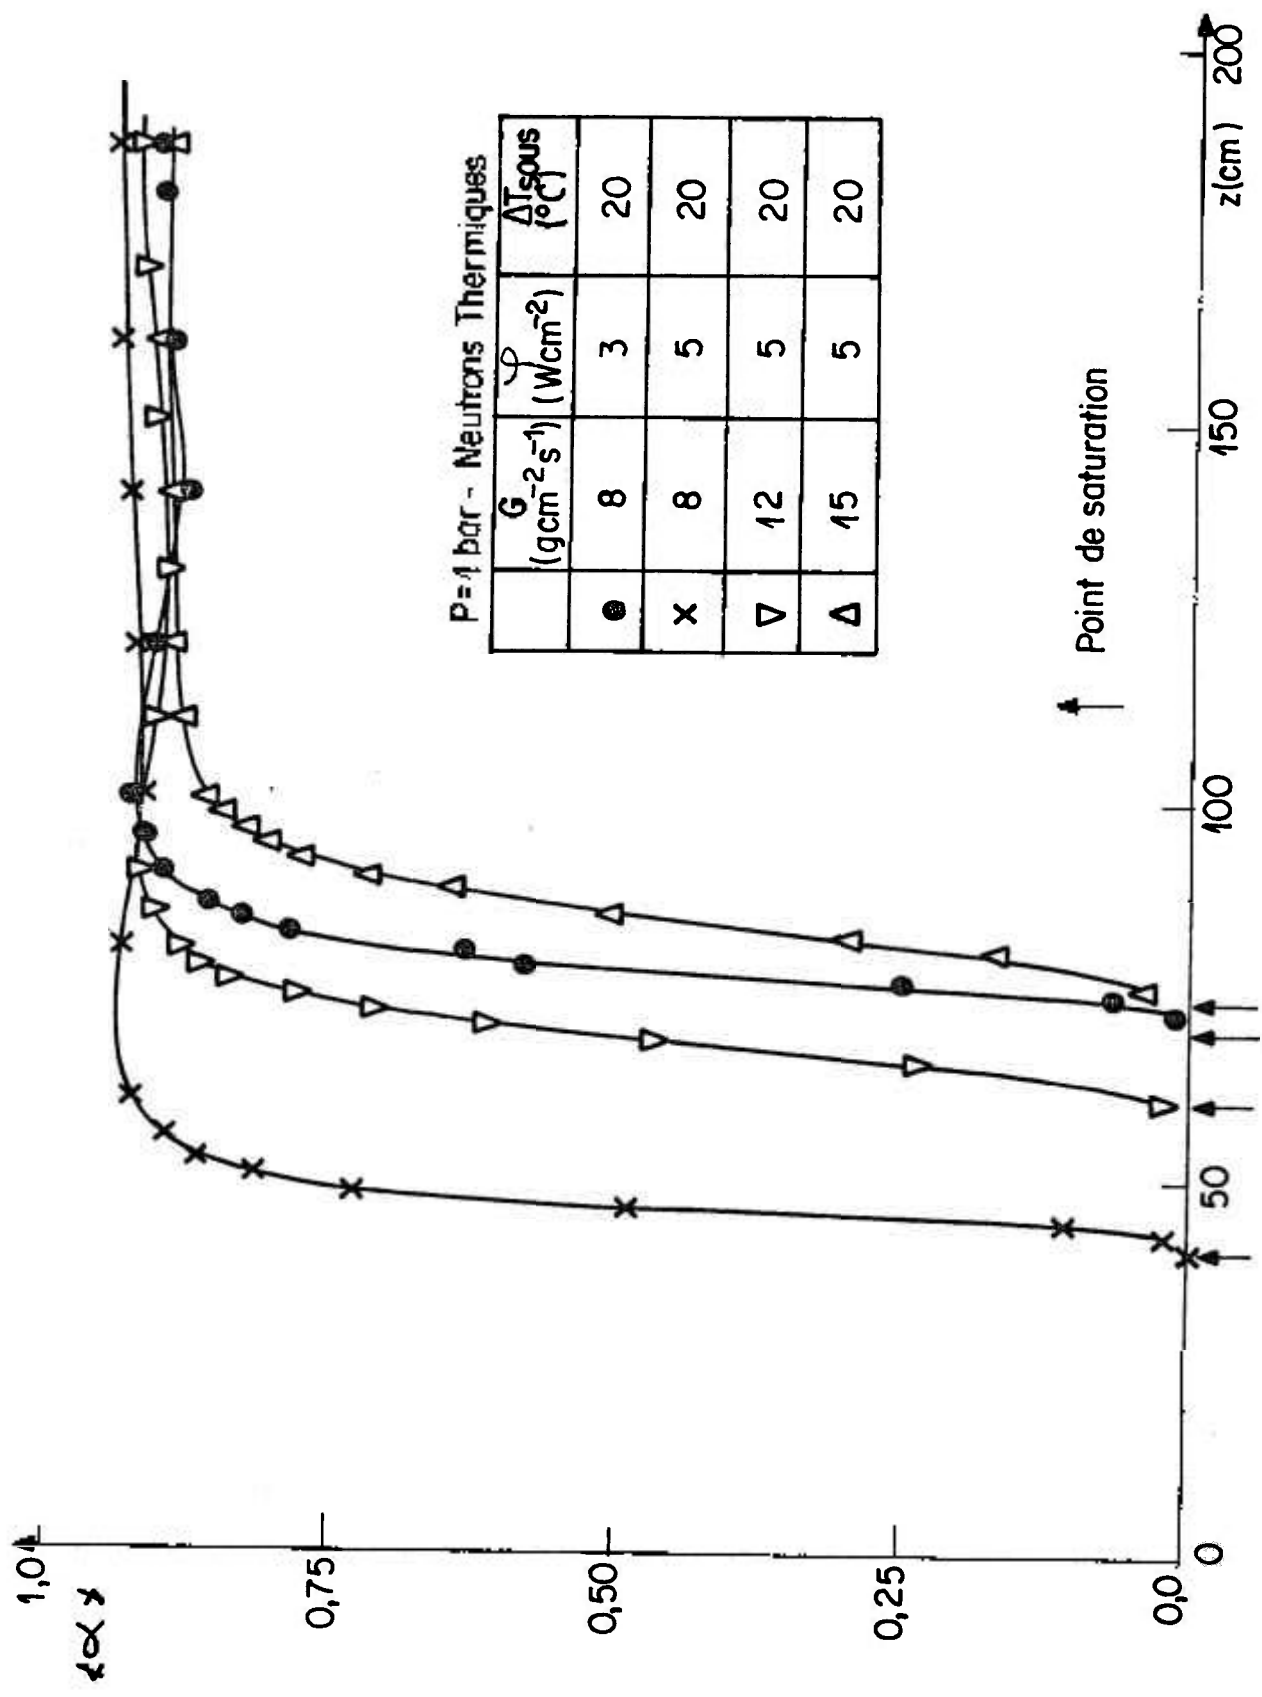 <α>
1,0
0,75
0,50
0,25
0,0
P=1 bar - Neutrons Thermiques
G (gcm⁻²s⁻¹) φ (Wcm⁻²) ΔTsous (°C)
● 8 3 20
× 8 5 20
▽ 12 5 20
△ 15 5 20
Point de saturation
0 50 100 150 200
z(cm)